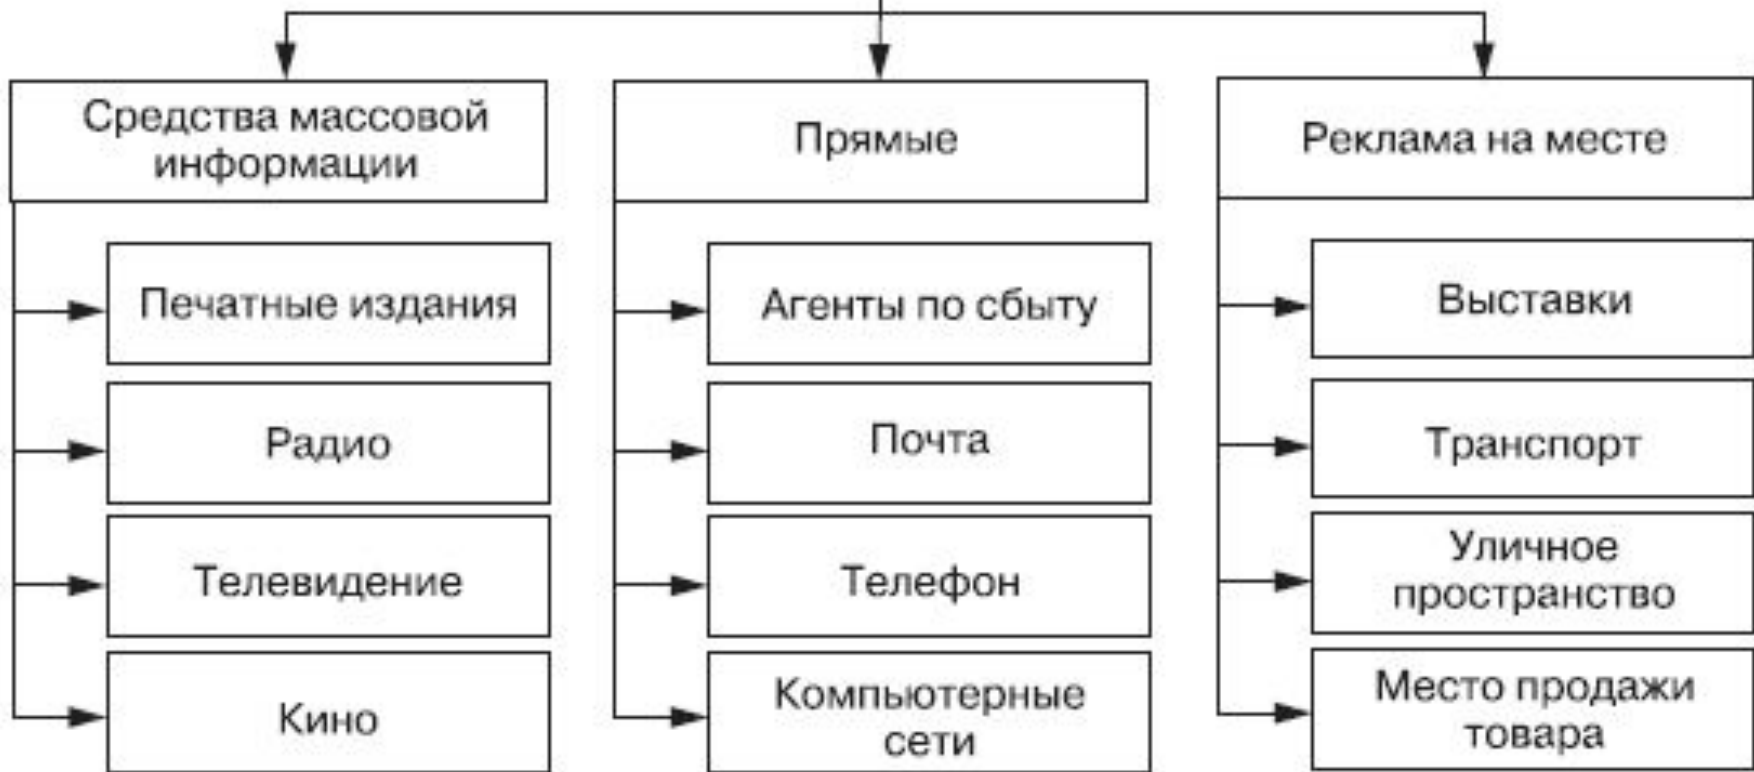 Средства массовой
информации
Печатные издания
Радио
Телевидение
Кино
Прямые
Агенты по сбыту
Почта
Телефон
Компьютерные
сети
Реклама на месте
Выставки
Транспорт
Уличное
пространство
Место продажи
товара